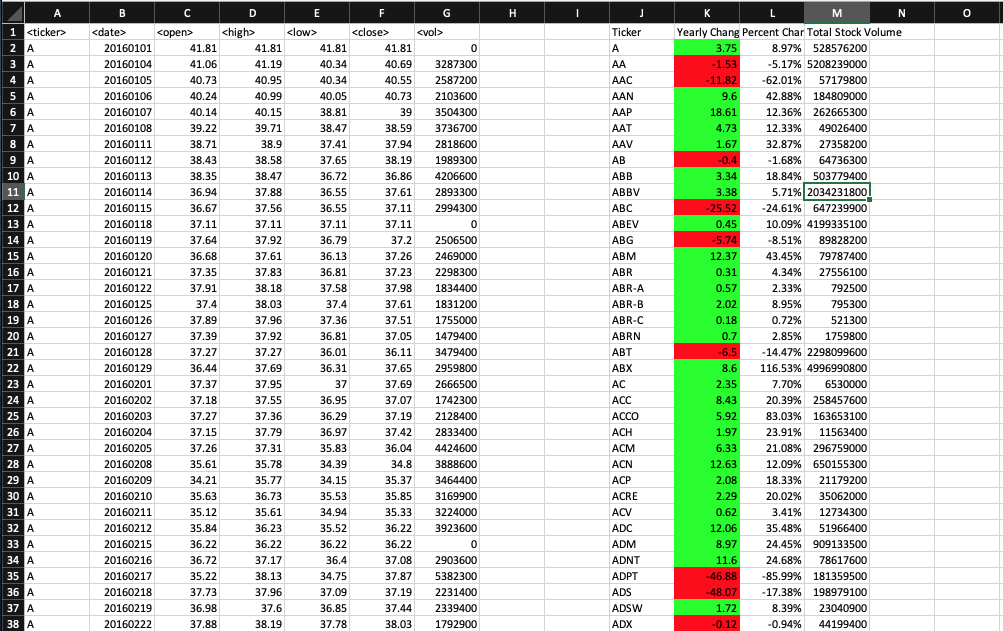 A B C D E F G H I J K L M N O
1 <ticker> <date> <open> <high> <low> <close> <vol> Ticker Yearly Chang Percent Char Total Stock Volume
2 A 20160101 41.81 41.81 41.81 41.81 0 A 3.75 8.97% 528576200
3 A 20160104 41.06 41.19 40.34 40.69 3287300 AA -1.53 -5.17% 5208239000
4 A 20160105 40.73 40.95 40.34 40.55 2587200 AAC -11.82 -62.01% 57179800
5 A 20160106 40.24 40.99 40.05 40.73 2103600 AAN 9.6 42.88% 184809000
6 A 20160107 40.14 40.15 38.81 39 3504300 AAP 18.61 12.36% 262665300
7 A 20160108 39.22 39.71 38.47 38.59 3736700 AAT 4.73 12.33% 49026400
8 A 20160111 38.71 38.9 37.41 37.94 2818600 AAV 1.67 32.87% 27358200
9 A 20160112 38.43 38.58 37.65 38.19 1989300 AB -0.4 -1.68% 64736300
10 A 20160113 38.35 38.47 36.72 36.86 4206600 ABB 3.34 18.84% 503779400
11 A 20160114 36.94 37.88 36.55 37.61 2893300 ABBV 3.38 5.71% 2034231800
12 A 20160115 36.67 37.56 36.55 37.11 2994300 ABC -25.52 -24.61% 647239900
13 A 20160118 37.11 37.11 37.11 37.11 0 ABEV 0.45 10.09% 4199335100
14 A 20160119 37.64 37.92 36.79 37.2 2506500 ABG -5.74 -8.51% 89828200
15 A 20160120 36.68 37.61 36.13 37.26 2469000 ABM 12.37 43.45% 79787400
16 A 20160121 37.35 37.83 36.81 37.23 2298300 ABR 0.31 4.34% 27556100
17 A 20160122 37.91 38.18 37.58 37.98 1834400 ABR-A 0.57 2.33% 792500
18 A 20160125 37.4 38.03 37.4 37.61 1831200 ABR-B 2.02 8.95% 795300
19 A 20160126 37.89 37.96 37.36 37.51 1755000 ABR-C 0.18 0.72% 521300
20 A 20160127 37.39 37.92 36.81 37.05 1479400 ABRN 0.7 2.85% 1759800
21 A 20160128 37.27 37.27 36.01 36.11 3479400 ABT -6.5 -14.47% 2298099600
22 A 20160129 36.44 37.69 36.31 37.65 2959800 ABX 8.6 116.53% 4996990800
23 A 20160201 37.37 37.95 37 37.69 2666500 AC 2.35 7.70% 6530000
24 A 20160202 37.18 37.55 36.95 37.07 1742300 ACC 8.43 20.39% 258457600
25 A 20160203 37.27 37.36 36.29 37.19 2128400 ACCO 5.92 83.03% 163653100
26 A 20160204 37.15 37.79 36.97 37.42 2833400 ACH 1.97 23.91% 11563400
27 A 20160205 37.26 37.31 35.83 36.04 4424600 ACM 6.33 21.08% 296759000
28 A 20160208 35.61 35.78 34.39 34.8 3888600 ACN 12.63 12.09% 650155300
29 A 20160209 34.21 35.77 34.15 35.37 3464400 ACP 2.08 18.33% 21179200
30 A 20160210 35.63 36.73 35.53 35.85 3169900 ACRE 2.29 20.02% 35062000
31 A 20160211 35.12 35.61 34.94 35.33 3224000 ACV 0.62 3.41% 12734300
32 A 20160212 35.84 36.23 35.52 36.22 3923600 ADC 12.06 35.48% 51966400
33 A 20160215 36.22 36.22 36.22 36.22 0 ADM 8.97 24.45% 909133500
34 A 20160216 36.72 37.17 36.4 37.08 2903600 ADNT 11.6 24.68% 78617600
35 A 20160217 35.22 38.13 34.75 37.87 5382300 ADPT -46.88 -85.99% 181359500
36 A 20160218 37.73 37.96 37.09 37.19 2231400 ADS -48.07 -17.38% 198979100
37 A 20160219 36.98 37.6 36.85 37.44 2339400 ADSW 1.72 8.39% 23040900
38 A 20160222 37.88 38.19 37.78 38.03 1792900 ADX -0.12 -0.94% 44199400